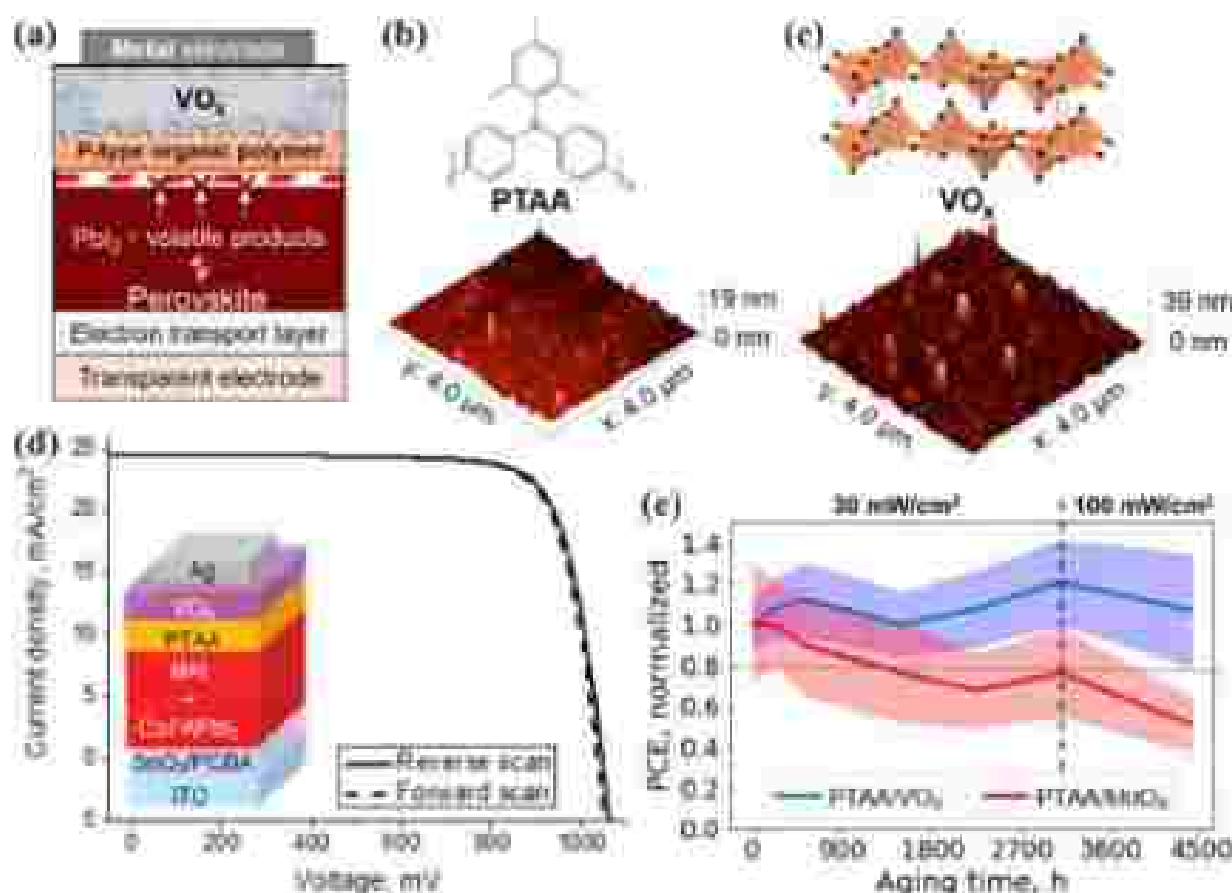 (a)
Metal electrode
VOₓ
P-type organic polymer
PbI₂ + volatile products
Perovskite
Electron transport layer
Transparent electrode
(b)
PTAA
19 nm
0 nm
y: 4.0 µm
x: 4.0 µm
(c)
VOₓ
39 nm
0 nm
y: 4.0 µm
x: 4.0 µm
(d)
Current density, mA/cm²
25
20
15
10
5
0
5
Ag
VOₓ
PTAA
SnO₂/PCBA
ITO
Reverse scan
Forward scan
0
200
400
600
800
1000
Voltage, mV
(e)
30 mW/cm²
100 mW/cm²
PCE, normalized
1.4
1.2
1.0
0.8
0.6
0.4
0.2
0.0
PTAA/VOₓ
PTAA/MoOₓ
0
900
1800
2700
3600
4500
Aging time, h